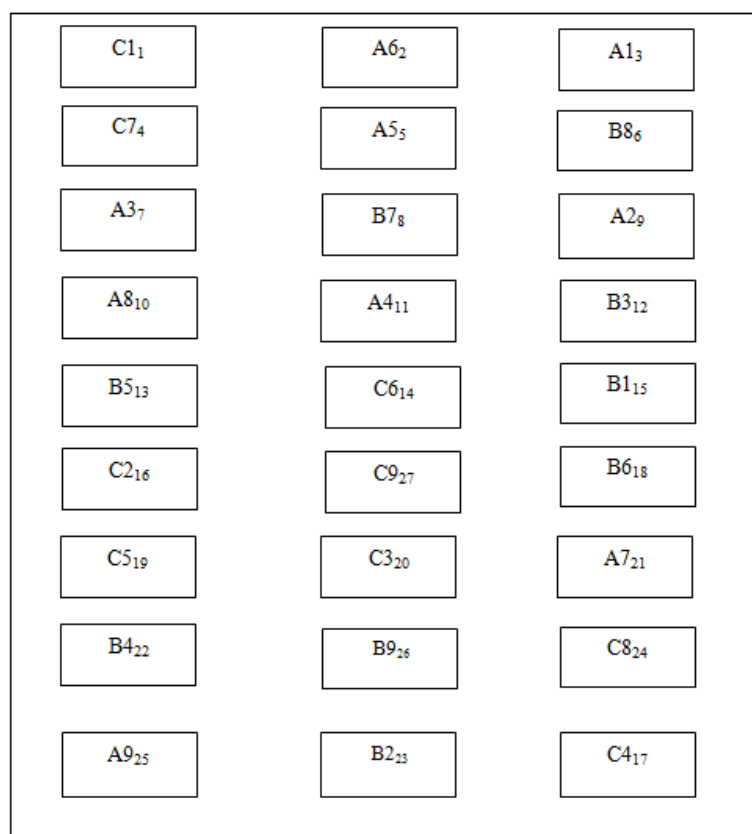 C1₁ A6₂ A1₃
C7₄ A5₅ B8₆
A3₇ B7₈ A2₉
A8₁₀ A4₁₁ B3₁₂
B5₁₃ C6₁₄ B1₁₅
C2₁₆ C9₂₇ B6₁₈
C5₁₉ C3₂₀ A7₂₁
B4₂₂ B9₂₆ C8₂₄
A9₂₅ B2₂₃ C4₁₇